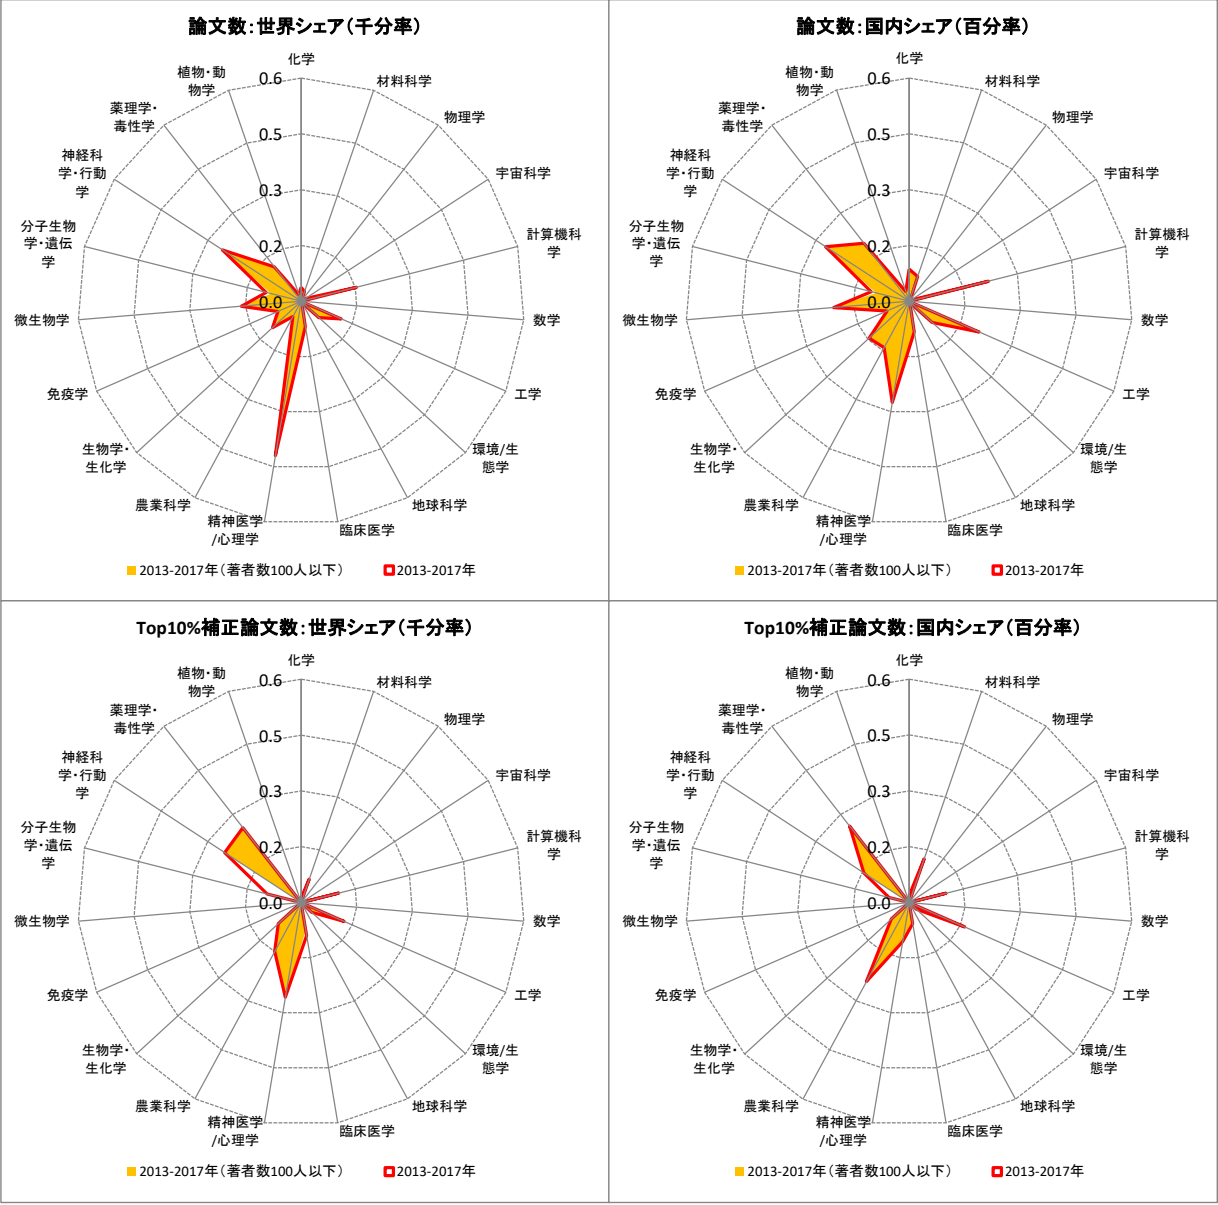 論文数：世界シェア（千分率）
化学
材料科学
物理学
宇宙科学
計算機科
学
数学
工学
環境/生
態学
地球科学
臨床医学
精神医学
/心理学
農業科学
生物学・
生化学
免疫学
微生物学
分子生物
学・遺伝
学
神経科
学・行動
学
薬理学・
毒性学
植物・動
物学
0.6
0.5
0.3
0.2
0.0
2013-2017年（著者数100人以下）
2013-2017年
論文数：国内シェア（百分率）
化学
材料科学
物理学
宇宙科学
計算機科
学
数学
工学
環境/生
態学
地球科学
臨床医学
精神医学
/心理学
農業科学
生物学・
生化学
免疫学
微生物学
分子生物
学・遺伝
学
神経科
学・行動
学
薬理学・
毒性学
植物・動
物学
0.6
0.5
0.3
0.2
0.0
2013-2017年（著者数100人以下）
2013-2017年
Top10%補正論文数：世界シェア（千分率）
化学
材料科学
物理学
宇宙科学
計算機科
学
数学
工学
環境/生
態学
地球科学
臨床医学
精神医学
/心理学
農業科学
生物学・
生化学
免疫学
微生物学
分子生物
学・遺伝
学
神経科
学・行動
学
薬理学・
毒性学
植物・動
物学
0.6
0.5
0.3
0.2
0.0
2013-2017年（著者数100人以下）
2013-2017年
Top10%補正論文数：国内シェア（百分率）
化学
材料科学
物理学
宇宙科学
計算機科
学
数学
工学
環境/生
態学
地球科学
臨床医学
精神医学
/心理学
農業科学
生物学・
生化学
免疫学
微生物学
分子生物
学・遺伝
学
神経科
学・行動
学
薬理学・
毒性学
植物・動
物学
0.6
0.5
0.3
0.2
0.0
2013-2017年（著者数100人以下）
2013-2017年